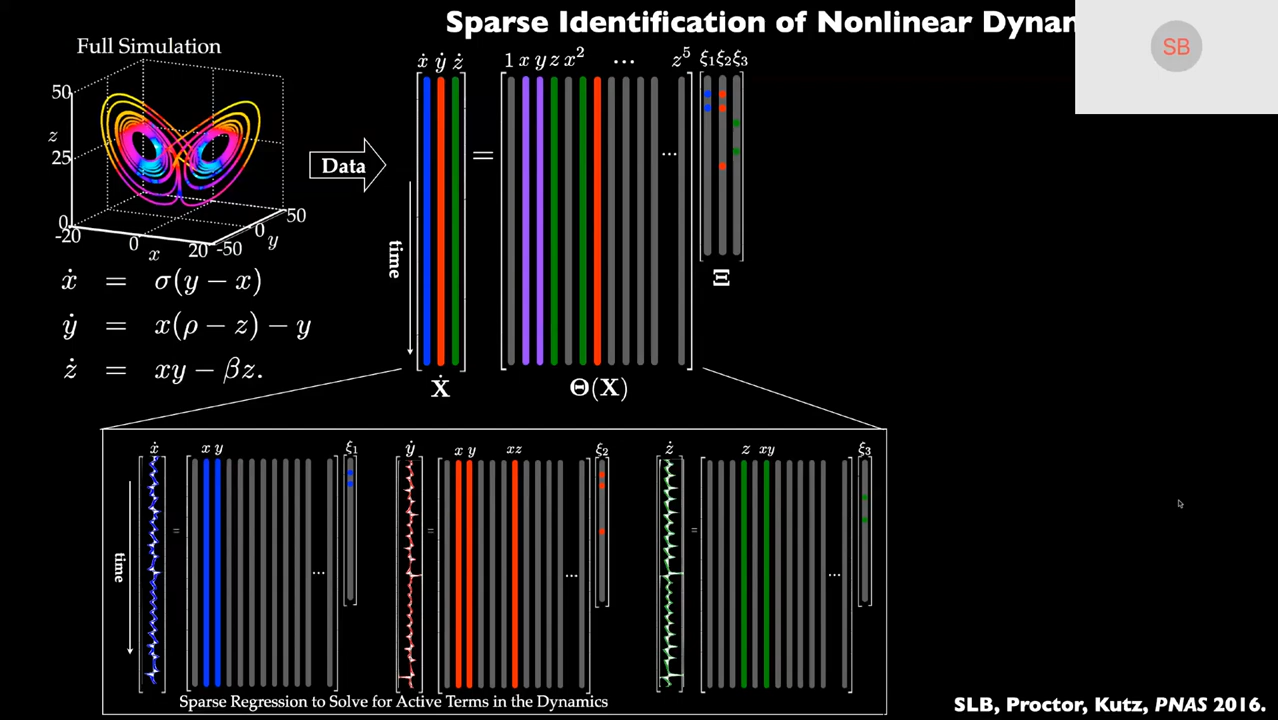 Sparse Identification of Nonlinear Dynam
SB
Full Simulation
50
25
0
z
-20
0
20
x
-50
0
50
y
Data
ẋ ẏ ż
1 x y z x² ... z⁵
ξ₁ ξ₂ ξ₃
=
...
time
Ξ
Ẋ
Θ(X)
ẋ = σ(y − x)
ẏ = x(ρ − z) − y
ż = xy − βz.
ẋ x y ξ₁
= ...
time
ẏ x y xz ξ₂
= ...
ż z xy ξ₃
= ...
Sparse Regression to Solve for Active Terms in the Dynamics
SLB, Proctor, Kutz, PNAS 2016.